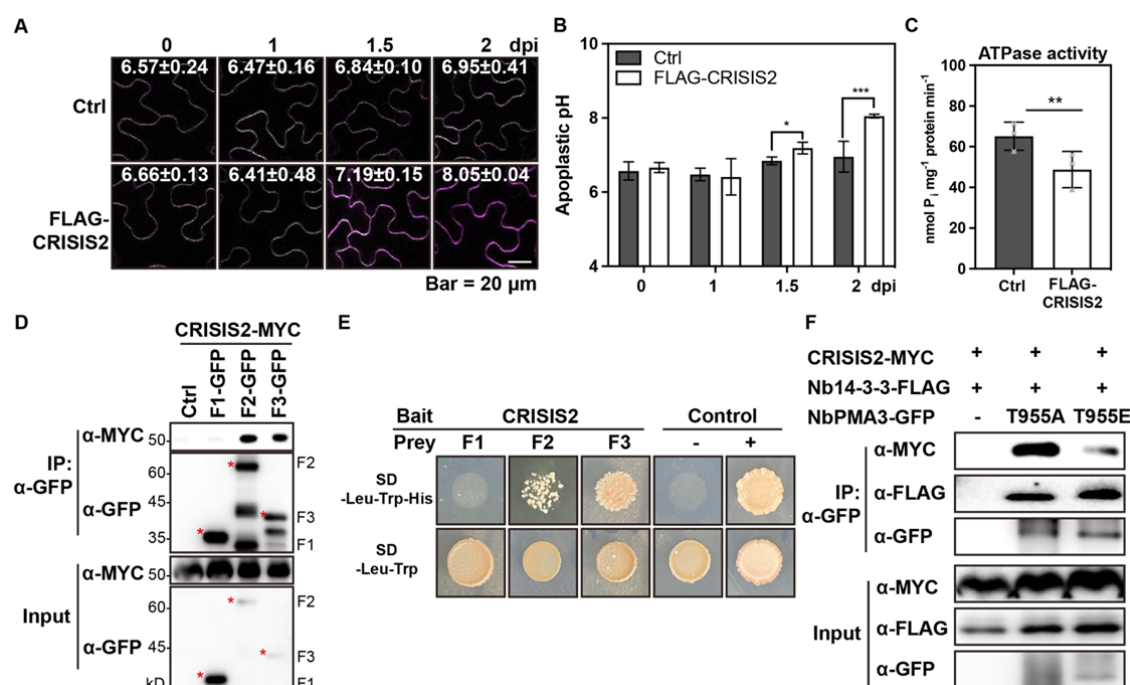 A
0 1 1.5 2 dpi
Ctrl
6.57±0.24 6.47±0.16 6.84±0.10 6.95±0.41
FLAG-
CRISIS2
6.66±0.13 6.41±0.48 7.19±0.15 8.05±0.04
Bar = 20 µm
B
Apoplastic pH
10
8
6
4
Ctrl
FLAG-CRISIS2
*
***
0 1 1.5 2 dpi
C
ATPase activity
nmol Pi mg-1 protein min-1
100
80
60
40
20
0
**
Ctrl FLAG-
CRISIS2
D
CRISIS2-MYC
Ctrl F1-GFP F2-GFP F3-GFP
IP:
α-GFP
α-MYC 50-
α-GFP
60-
45-
35-
* F2
* F3
* F1
Input
α-MYC 50-
α-GFP
60-
45-
kD
* F2
* F3
* F1
E
Bait CRISIS2 Control
Prey F1 F2 F3 - +
SD
-Leu-Trp-His
SD
-Leu-Trp
F
CRISIS2-MYC + + +
Nb14-3-3-FLAG + + +
NbPMA3-GFP - T955A T955E
IP:
α-GFP
α-MYC
α-FLAG
α-GFP
Input
α-MYC
α-FLAG
α-GFP